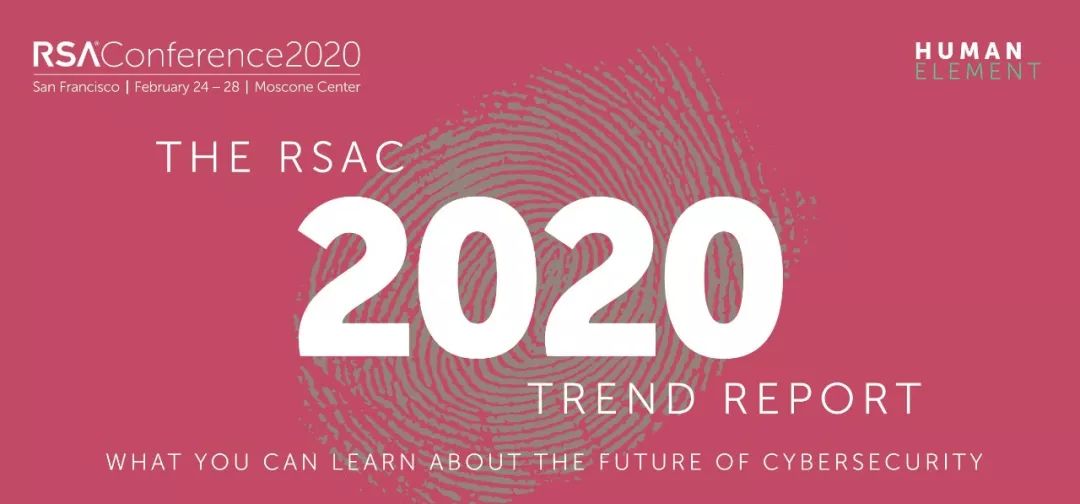 RSAConference2020
San Francisco | February 24 – 28 | Moscone Center
HUMAN
ELEMENT
THE RSAC
2020
TREND REPORT
WHAT YOU CAN LEARN ABOUT THE FUTURE OF CYBERSECURITY